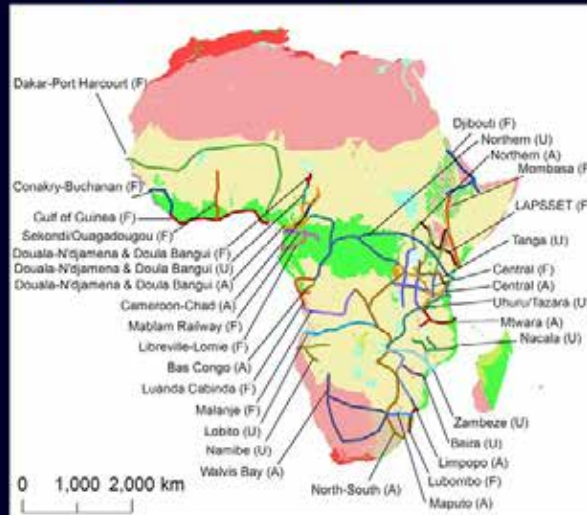 Dakar-Port Harcourt (F)
Conakry-Buchanan (F)
Gulf of Guinea (F)
Sekondi/Ouagadougou (F)
Douala-N'djamena & Doula Bangui (F)
Douala-N'djamena & Doula Bangui (U)
Douala-N'djamena & Doula Bangui (A)
Cameroon-Chad (A)
Mablam Railway (F)
Libreville-Lomie (F)
Bas Congo (A)
Luanda Cabinda (F)
Malanje (F)
Lobito (U)
Namibe (U)
Walvis Bay (A)
North-South (A)
Djibouti (F)
Northern (U)
Northern (A)
Mombasa (F)
LAPSSET (F)
Tanga (U)
Central (F)
Central (A)
Uhuru/Tazara (U)
Mtwara (A)
Nacala (U)
Zambeze (U)
Beira (U)
Limpopo (A)
Lubombo (F)
Maputo (A)
0 1,000 2,000 km